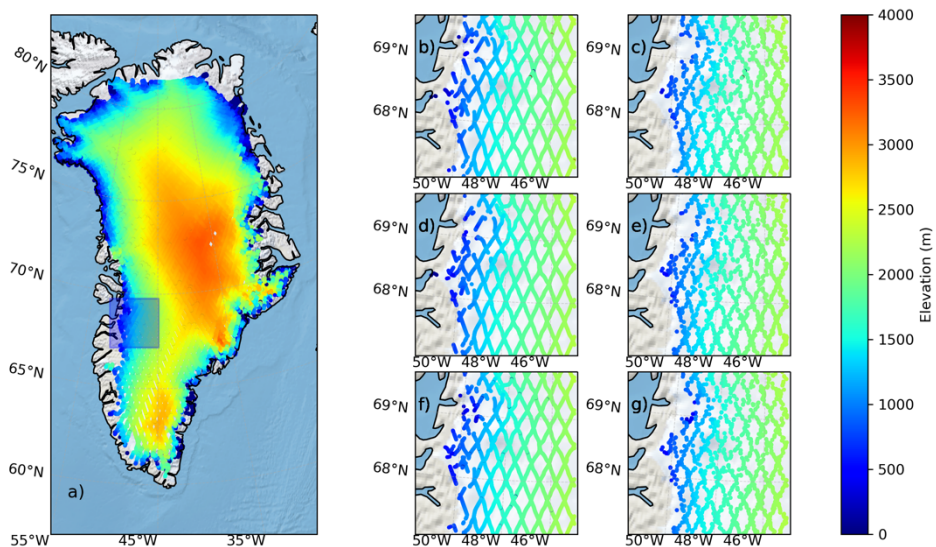 80°N
75°N
70°N
65°N
60°N
55°W
45°W
35°W
a)
b)
69°N
68°N
50°W 48°W 46°W
c)
69°N
68°N
50°W 48°W 46°W
d)
69°N
68°N
50°W 48°W 46°W
e)
69°N
68°N
50°W 48°W 46°W
f)
69°N
68°N
50°W 48°W 46°W
g)
69°N
68°N
50°W 48°W 46°W
4000
3500
3000
2500
2000
1500
1000
500
0
Elevation (m)